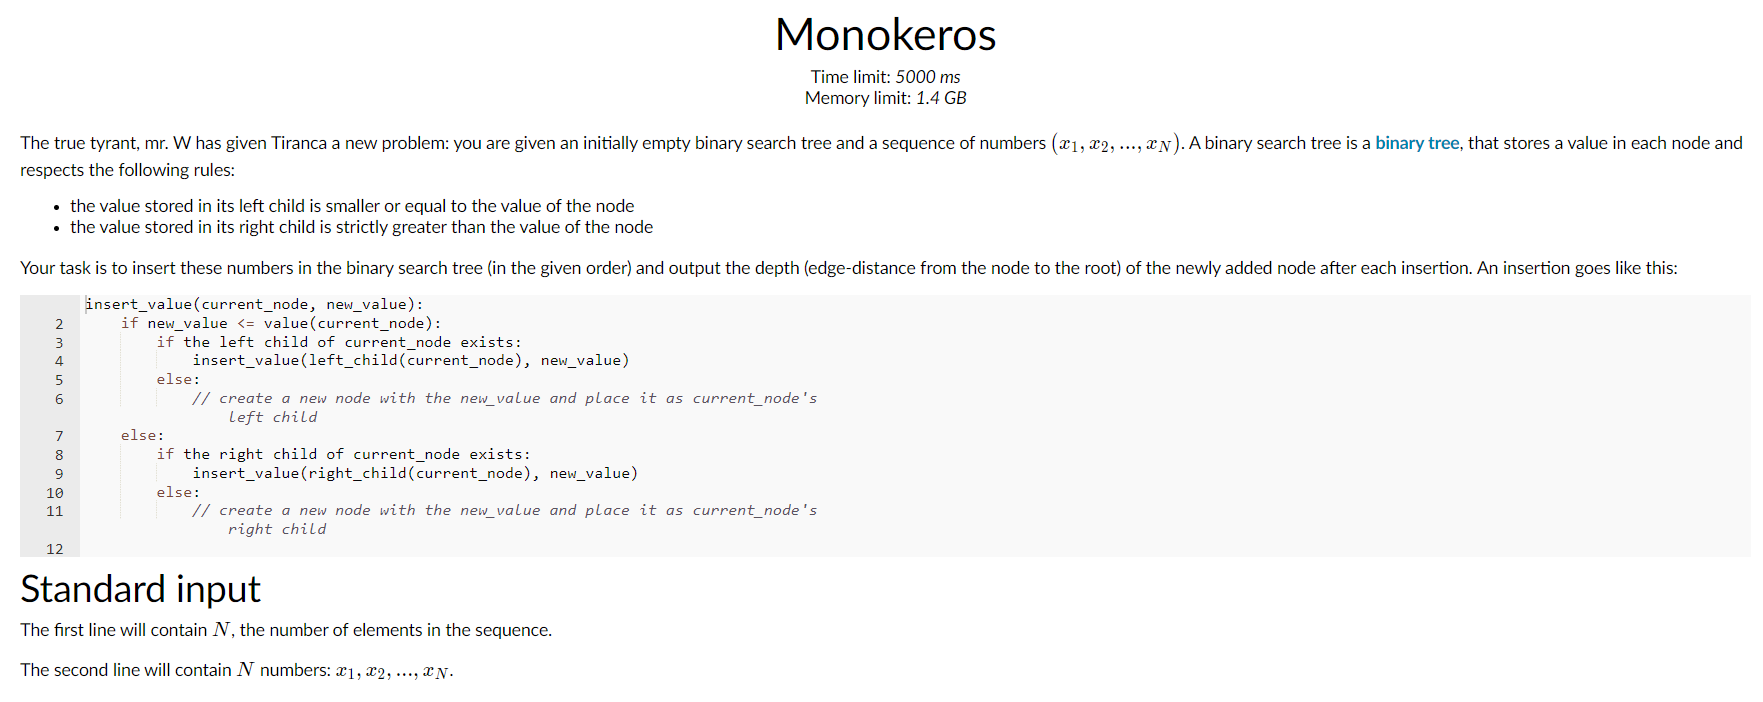 Monokeros
Time limit: 5000 ms
Memory limit: 1.4 GB
The true tyrant, mr. W has given Tiranca a new problem: you are given an initially empty binary search tree and a sequence of numbers (x1, x2, ..., xN). A binary search tree is a binary tree, that stores a value in each node and
respects the following rules:
• the value stored in its left child is smaller or equal to the value of the node
• the value stored in its right child is strictly greater than the value of the node
Your task is to insert these numbers in the binary search tree (in the given order) and output the depth (edge-distance from the node to the root) of the newly added node after each insertion. An insertion goes like this:
insert_value(current_node, new_value):
2 if new_value <= value(current_node):
3 if the left child of current_node exists:
4 insert_value(left_child(current_node), new_value)
5 else:
6 // create a new node with the new_value and place it as current_node's
left child
7 else:
8 if the right child of current_node exists:
9 insert_value(right_child(current_node), new_value)
10 else:
11 // create a new node with the new_value and place it as current_node's
right child
12
Standard input
The first line will contain N, the number of elements in the sequence.
The second line will contain N numbers: x1, x2, ..., xN.